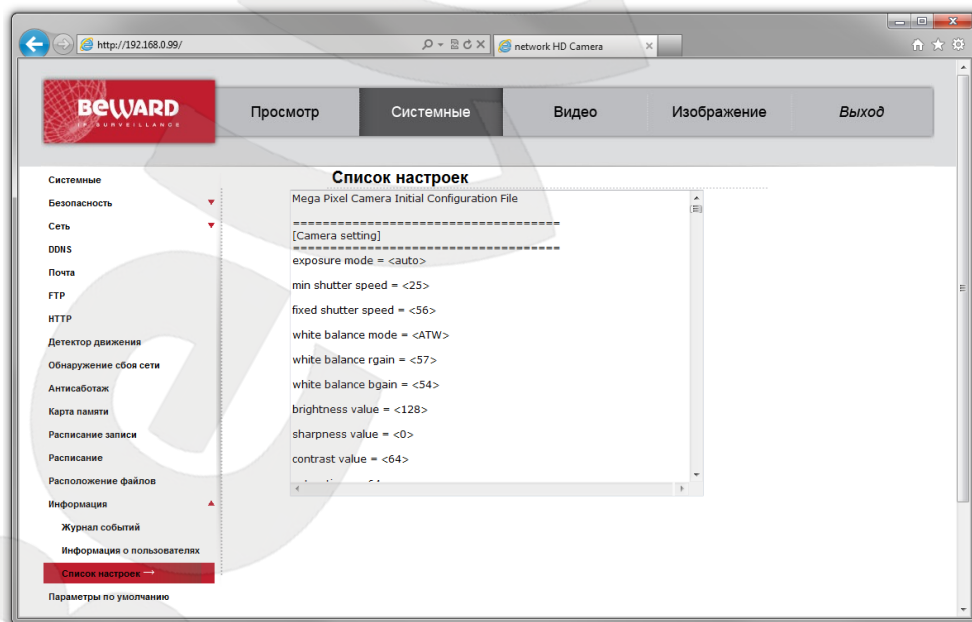 http://192.168.0.99/
network HD Camera
BEWARD
IP SURVEILLANCE
Просмотр
Системные
Видео
Изображение
Выход
Системные
Безопасность
Сеть
DDNS
Почта
FTP
HTTP
Детектор движения
Обнаружение сбоя сети
Антисаботаж
Карта памяти
Расписание записи
Расписание
Расположение файлов
Информация
Журнал событий
Информация о пользователях
Список настроек →
Параметры по умолчанию
Список настроек
Mega Pixel Camera Initial Configuration File
====================================
[Camera setting]
====================================
exposure mode = <auto>
min shutter speed = <25>
fixed shutter speed = <56>
white balance mode = <ATW>
white balance rgain = <57>
white balance bgain = <54>
brightness value = <128>
sharpness value = <0>
contrast value = <64>